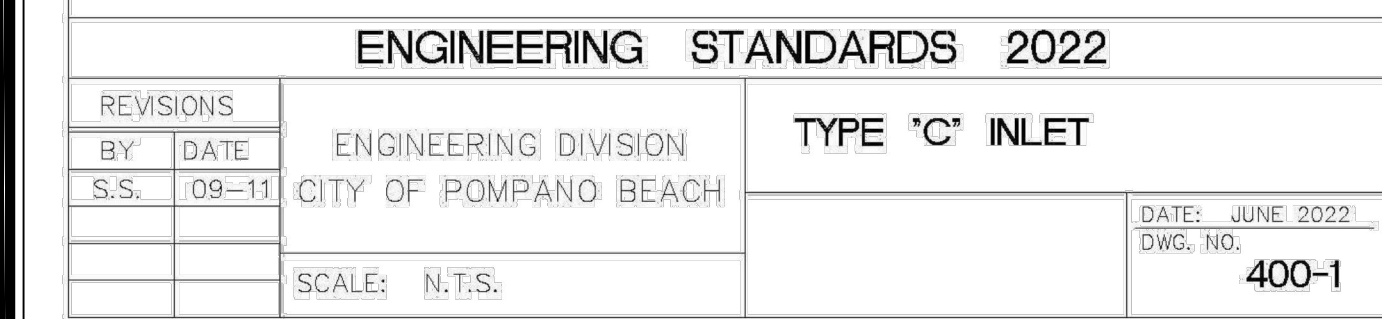 ENGINEERING STANDARDS 2022
REVISIONS
BY DATE
S.S. 09-11
ENGINEERING DIVISION
CITY OF POMPANO BEACH
SCALE: N.T.S.
TYPE "C" INLET
DATE: JUNE 2022
DWG. NO.
400-1